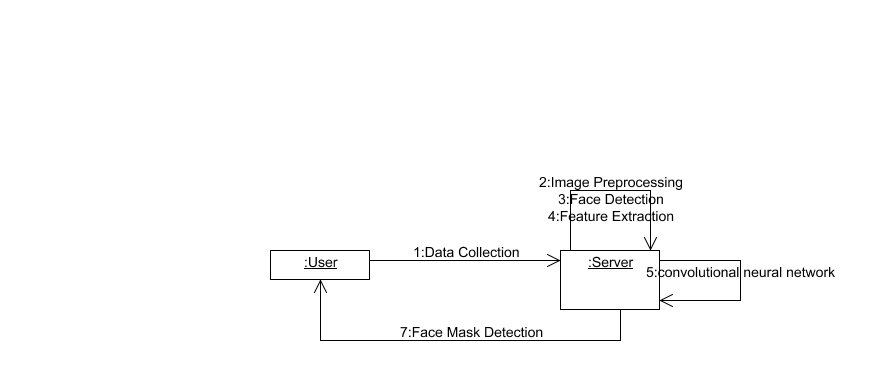 2:Image Preprocessing
3:Face Detection
4:Feature Extraction
:User
1:Data Collection
:Server
5:convolutional neural network
7:Face Mask Detection